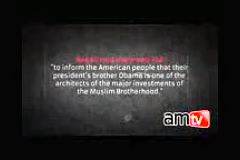 "to inform the American people that their
president's brother Obama is one of the
architects of the major investments of
the Muslim Brotherhood."
amtv